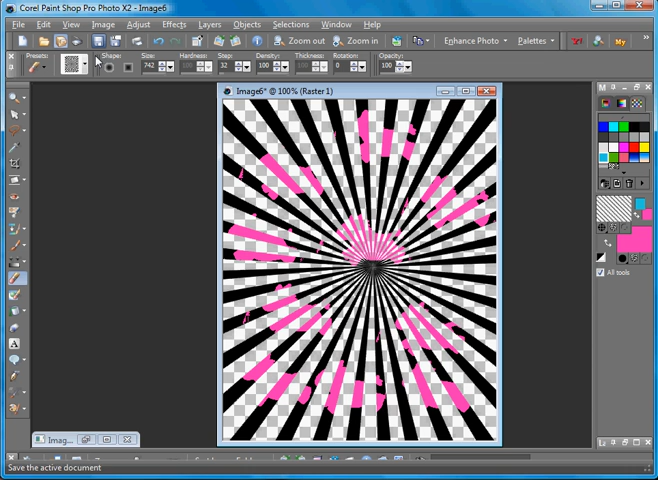 Corel Paint Shop Pro Photo X2 - Image6
File Edit View Image Adjust Effects Layers Objects Selections Window Help
Zoom out Zoom in Enhance Photo Palettes My
Presets: Shape: Size: Hardness: Step: Density: Thickness: Rotation: Opacity:
742 100 32 100 100 0 100
Image6* @ 100% (Raster 1)
All tools
Imag...
Save the active document